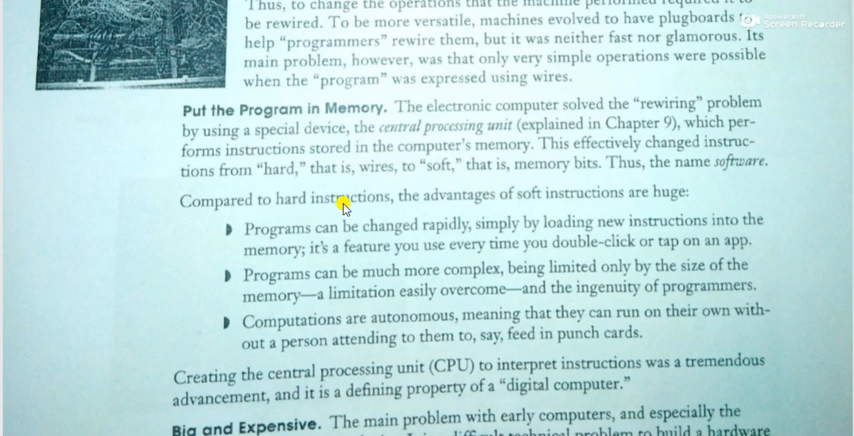 Thus, to change the operations that the machine performed required it to
be rewired. To be more versatile, machines evolved to have plugboards to
help “programmers” rewire them, but it was neither fast nor glamorous. Its
main problem, however, was that only very simple operations were possible
when the “program” was expressed using wires.
Put the Program in Memory. The electronic computer solved the “rewiring” problem
by using a special device, the central processing unit (explained in Chapter 9), which per-
forms instructions stored in the computer’s memory. This effectively changed instruc-
tions from “hard,” that is, wires, to “soft,” that is, memory bits. Thus, the name software.
Compared to hard instructions, the advantages of soft instructions are huge:
Programs can be changed rapidly, simply by loading new instructions into the
memory; it’s a feature you use every time you double-click or tap on an app.
Programs can be much more complex, being limited only by the size of the
memory—a limitation easily overcome—and the ingenuity of programmers.
Computations are autonomous, meaning that they can run on their own with-
out a person attending to them to, say, feed in punch cards.
Creating the central processing unit (CPU) to interpret instructions was a tremendous
advancement, and it is a defining property of a “digital computer.”
Big and Expensive. The main problem with early computers, and especially the
technical problem to build a hardware
Apowersoft
Screen Recorder